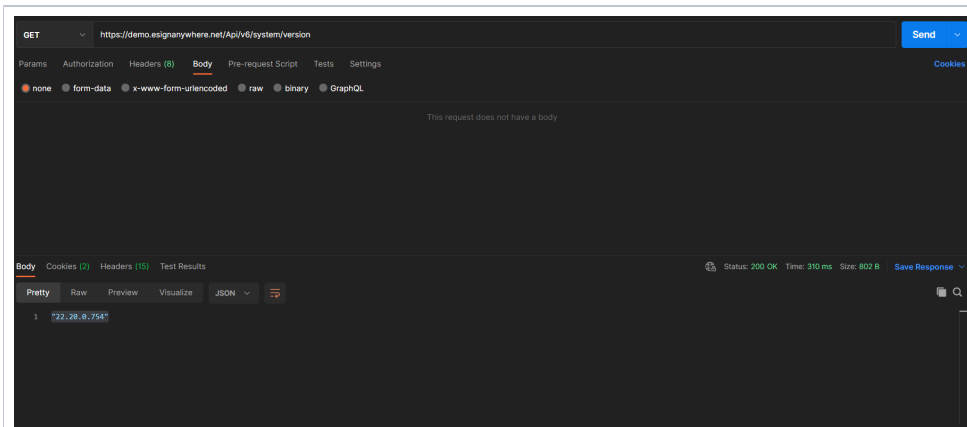 GET https://demo.esignanywhere.net/Api/v6/system/version Send
Params Authorization Headers (8) Body Pre-request Script Tests Settings Cookies
none form-data x-www-form-urlencoded raw binary GraphQL
This request does not have a body
Body Cookies (2) Headers (15) Test Results Status: 200 OK Time: 310 ms Size: 802 B Save Response
Pretty Raw Preview Visualize JSON
1 "22.20.0.754"